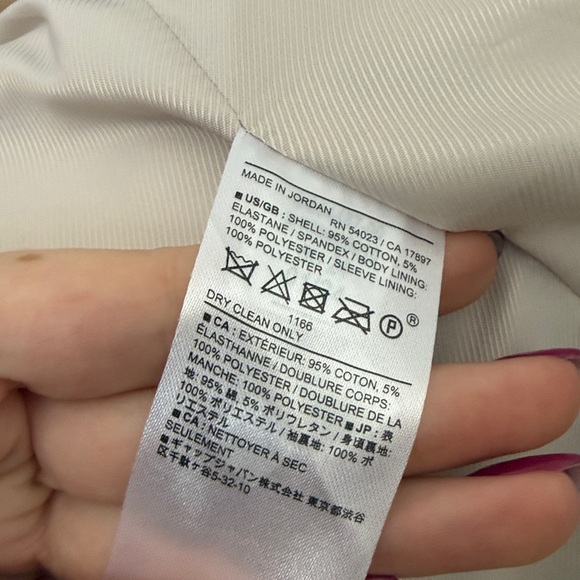 MADE IN JORDAN
RN 54023 / CA 17897
■ US/GB : SHELL: 95% COTTON, 5%
ELASTANE / SPANDEX / BODY LINING:
100% POLYESTER / SLEEVE LINING:
100% POLYESTER
P ®
1166
DRY CLEAN ONLY
■ CA : EXTÉRIEUR: 95% COTON, 5%
ÉLASTHANNE / DOUBLURE CORPS:
100% POLYESTER / DOUBLURE DE LA
MANCHE: 100% POLYESTER ■ JP : 表
地: 95% 綿, 5% ポリウレタン / 身頃裏地:
100% ポリエステル / 袖裏地: 100% ポ
リエステル
■ CA : NETTOYER À SEC
SEULEMENT
■ ギャップジャパン株式会社 東京都渋谷
区千駄ケ谷5-32-10